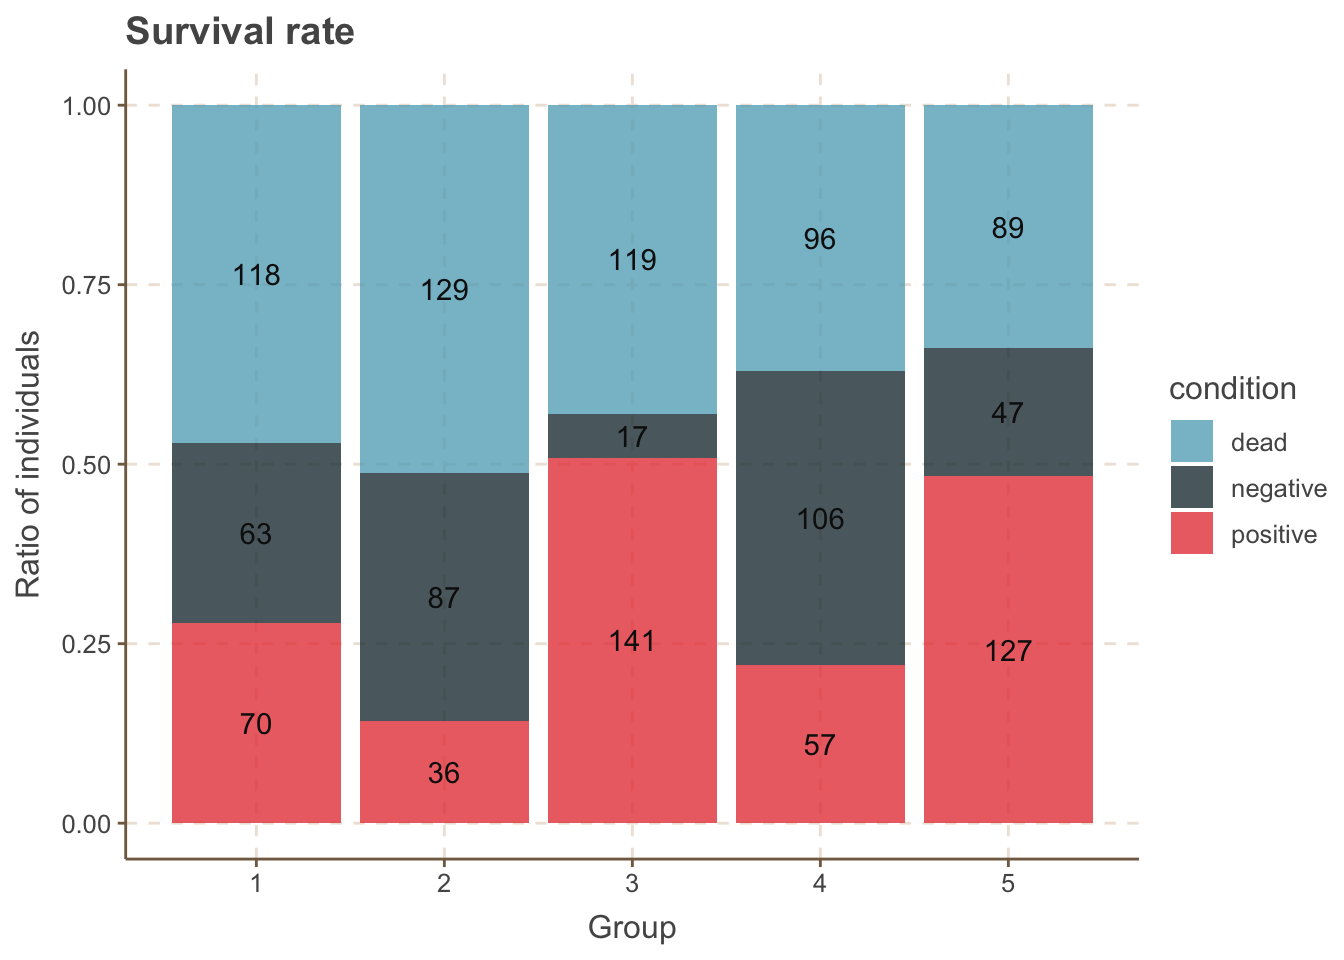 Survival rate
1.00
0.75
0.50
0.25
0.00
Ratio of individuals
118
129
119
96
89
63
87
17
106
47
70
36
141
57
127
1 2 3 4 5
Group
condition
dead
negative
positive